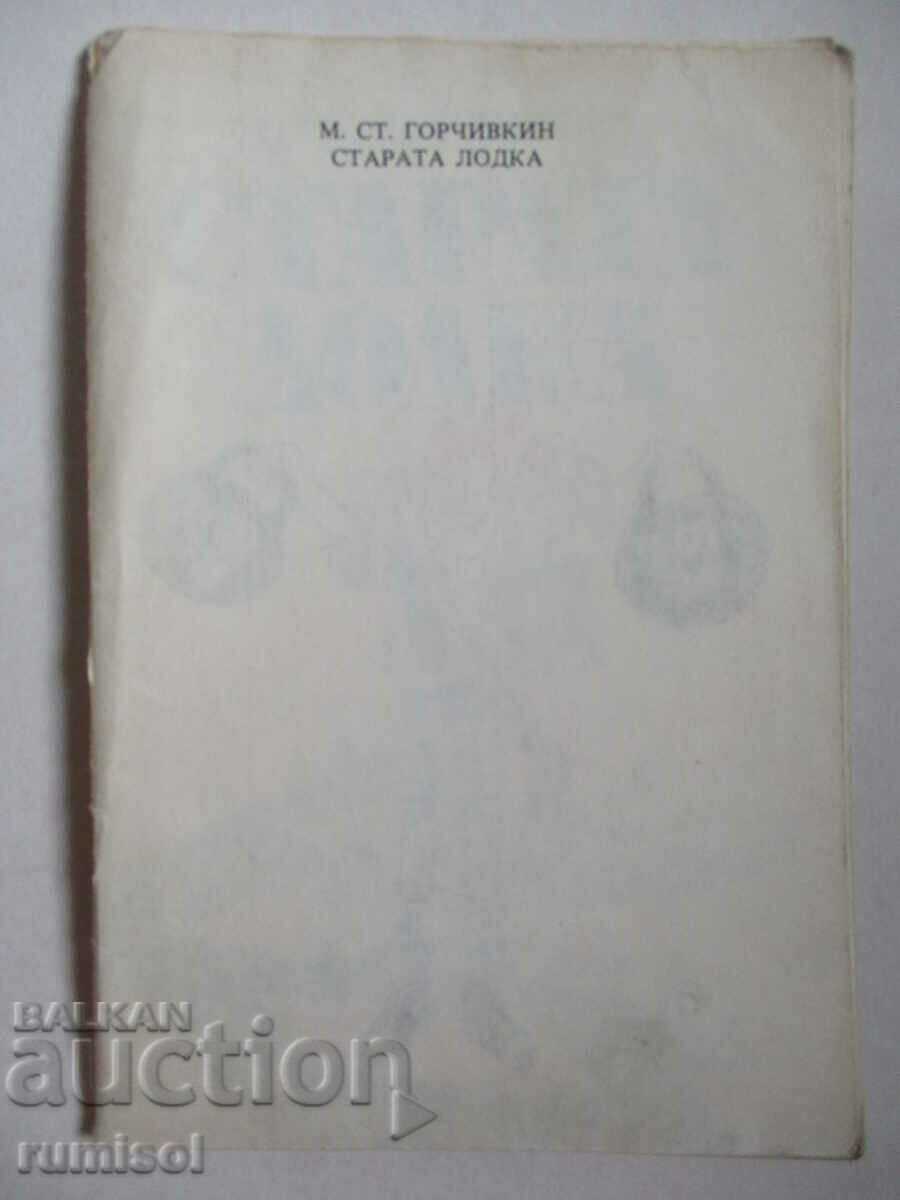 М. СТ. ГОРЧИВКИН
СТАРАТА ЛОДКА
BALKAN
auction
rumisol